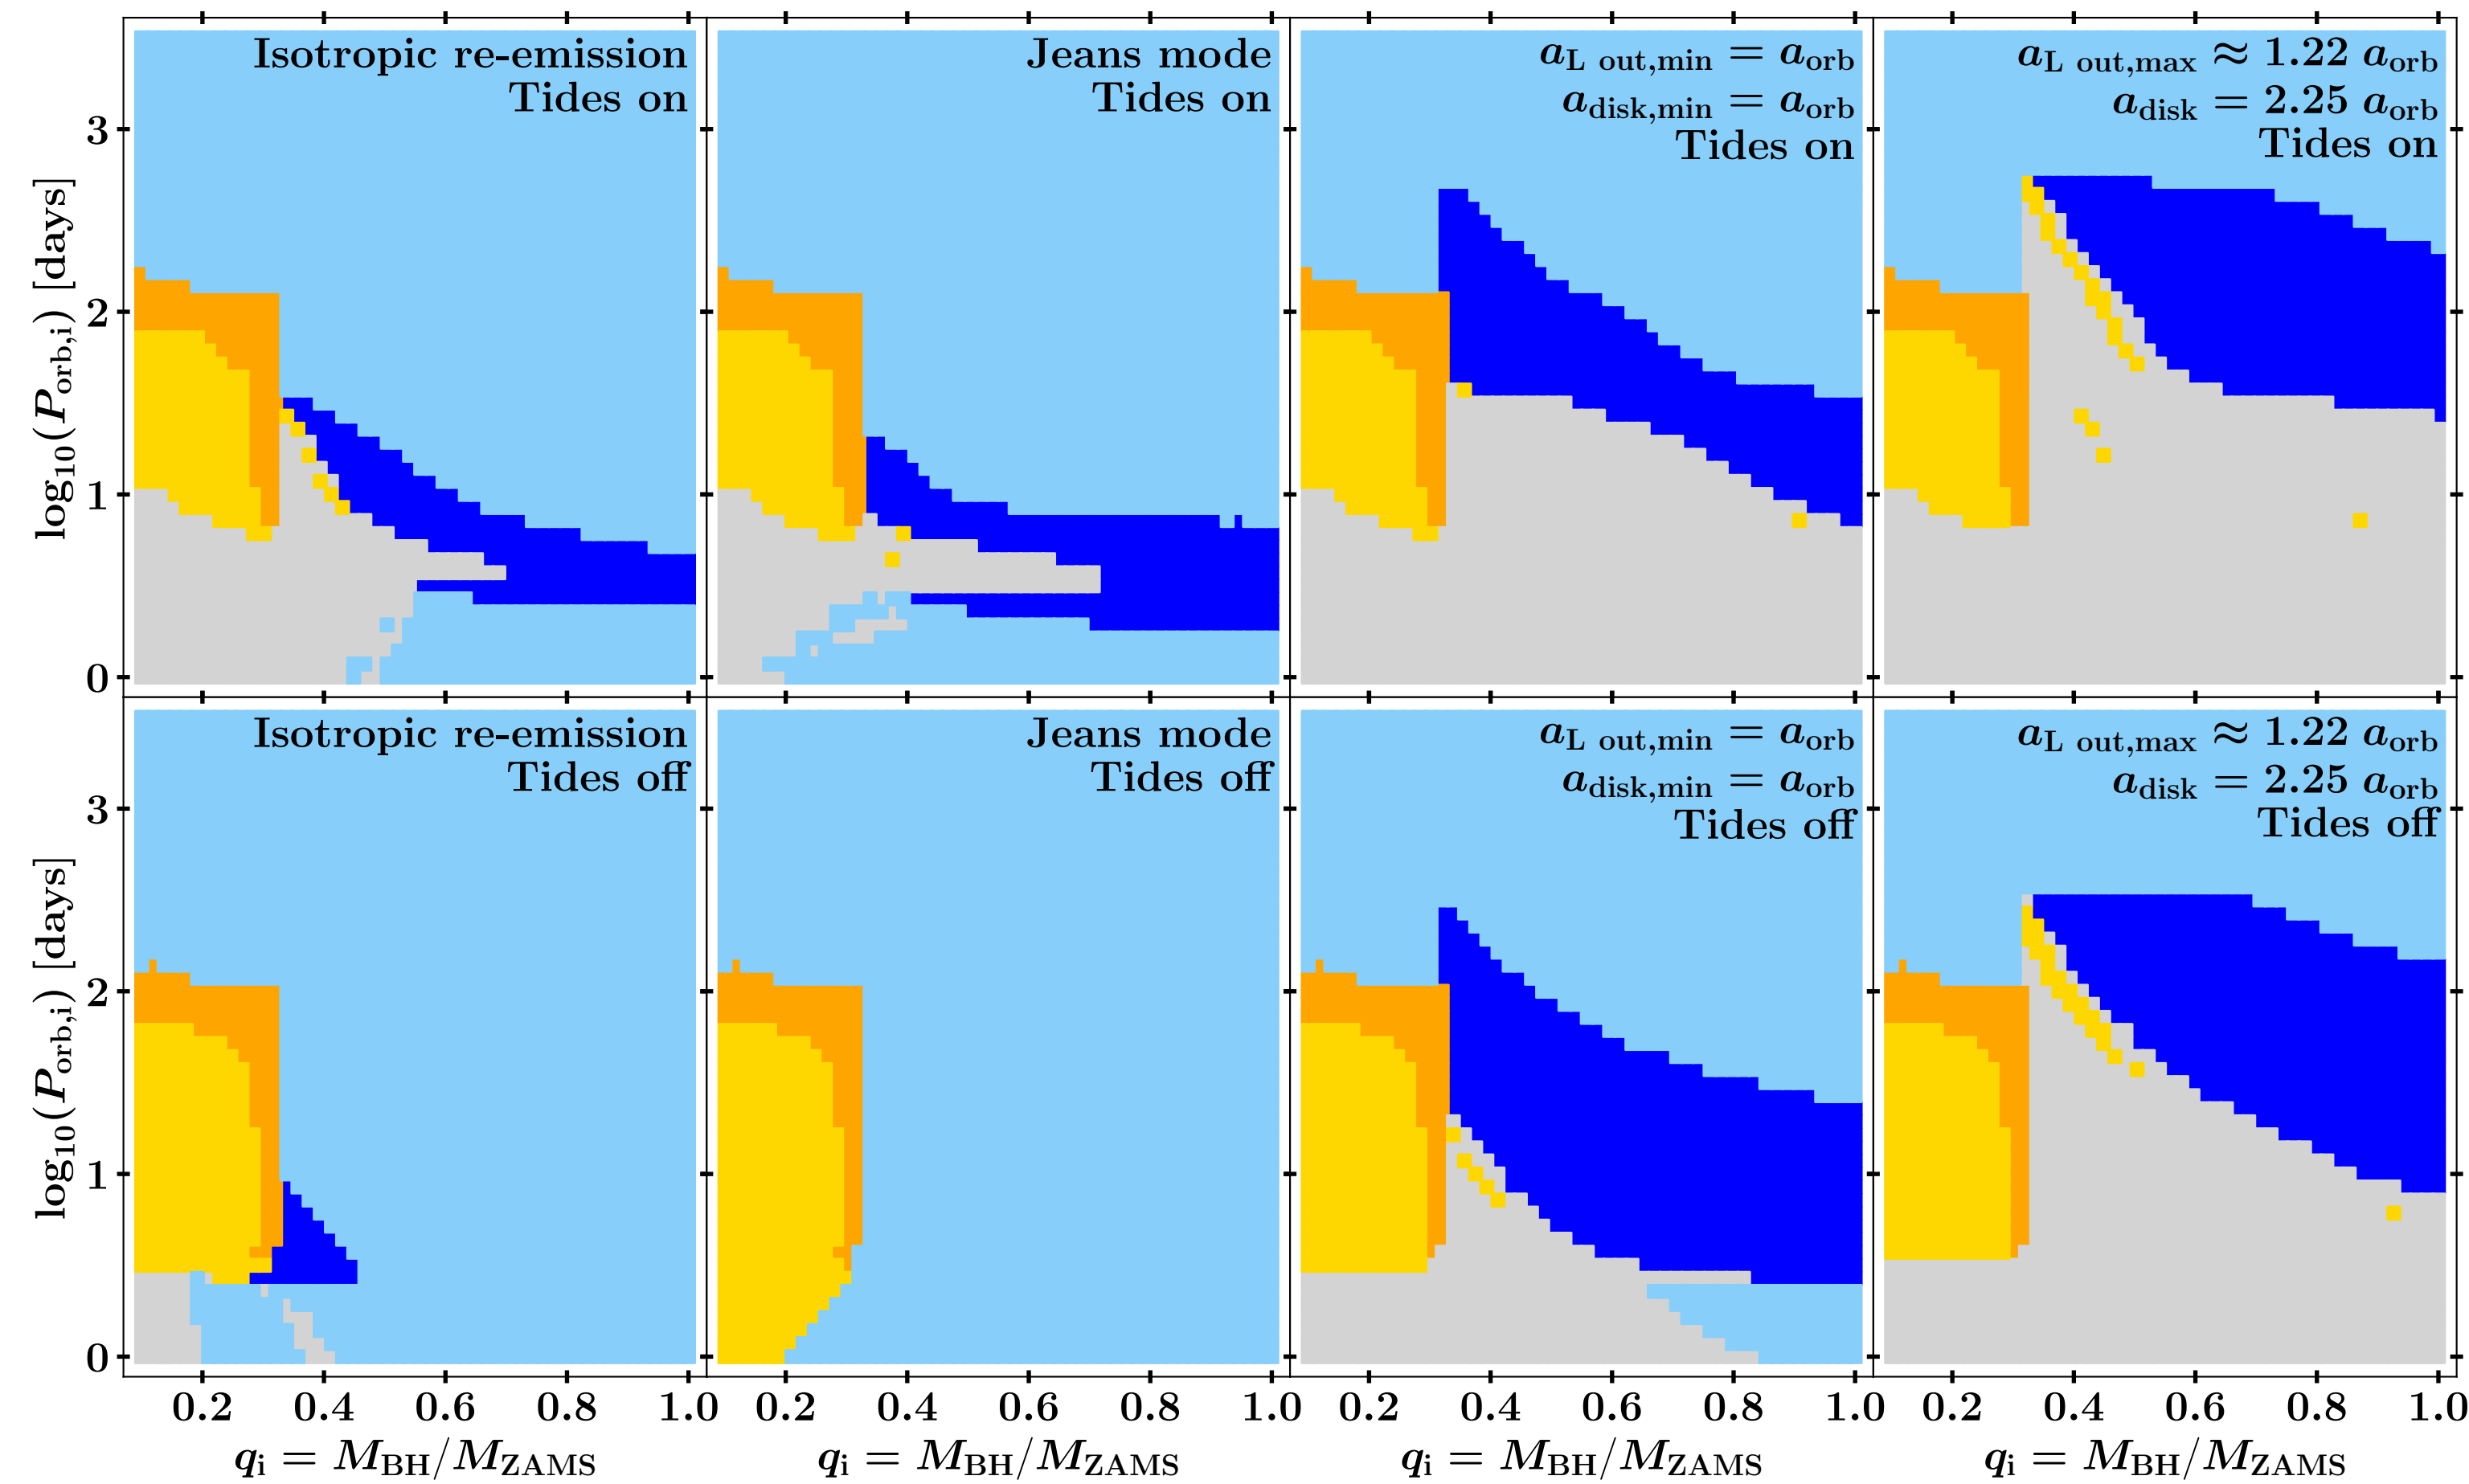 Isotropic re-emission
Tides on
Jeans mode
Tides on
a_L out,min = a_orb
a_disk,min = a_orb
Tides on
a_L out,max ≈ 1.22 a_orb
a_disk = 2.25 a_orb
Tides on
log10(P_orb,i) [days]
3
2
1
0
Isotropic re-emission
Tides off
Jeans mode
Tides off
a_L out,min = a_orb
a_disk,min = a_orb
Tides off
a_L out,max ≈ 1.22 a_orb
a_disk = 2.25 a_orb
Tides off
log10(P_orb,i) [days]
3
2
1
0
0.2 0.4 0.6 0.8 1.0 0.2 0.4 0.6 0.8 1.0 0.2 0.4 0.6 0.8 1.0 0.2 0.4 0.6 0.8 1.0
q_i = M_BH/M_ZAMS q_i = M_BH/M_ZAMS q_i = M_BH/M_ZAMS q_i = M_BH/M_ZAMS